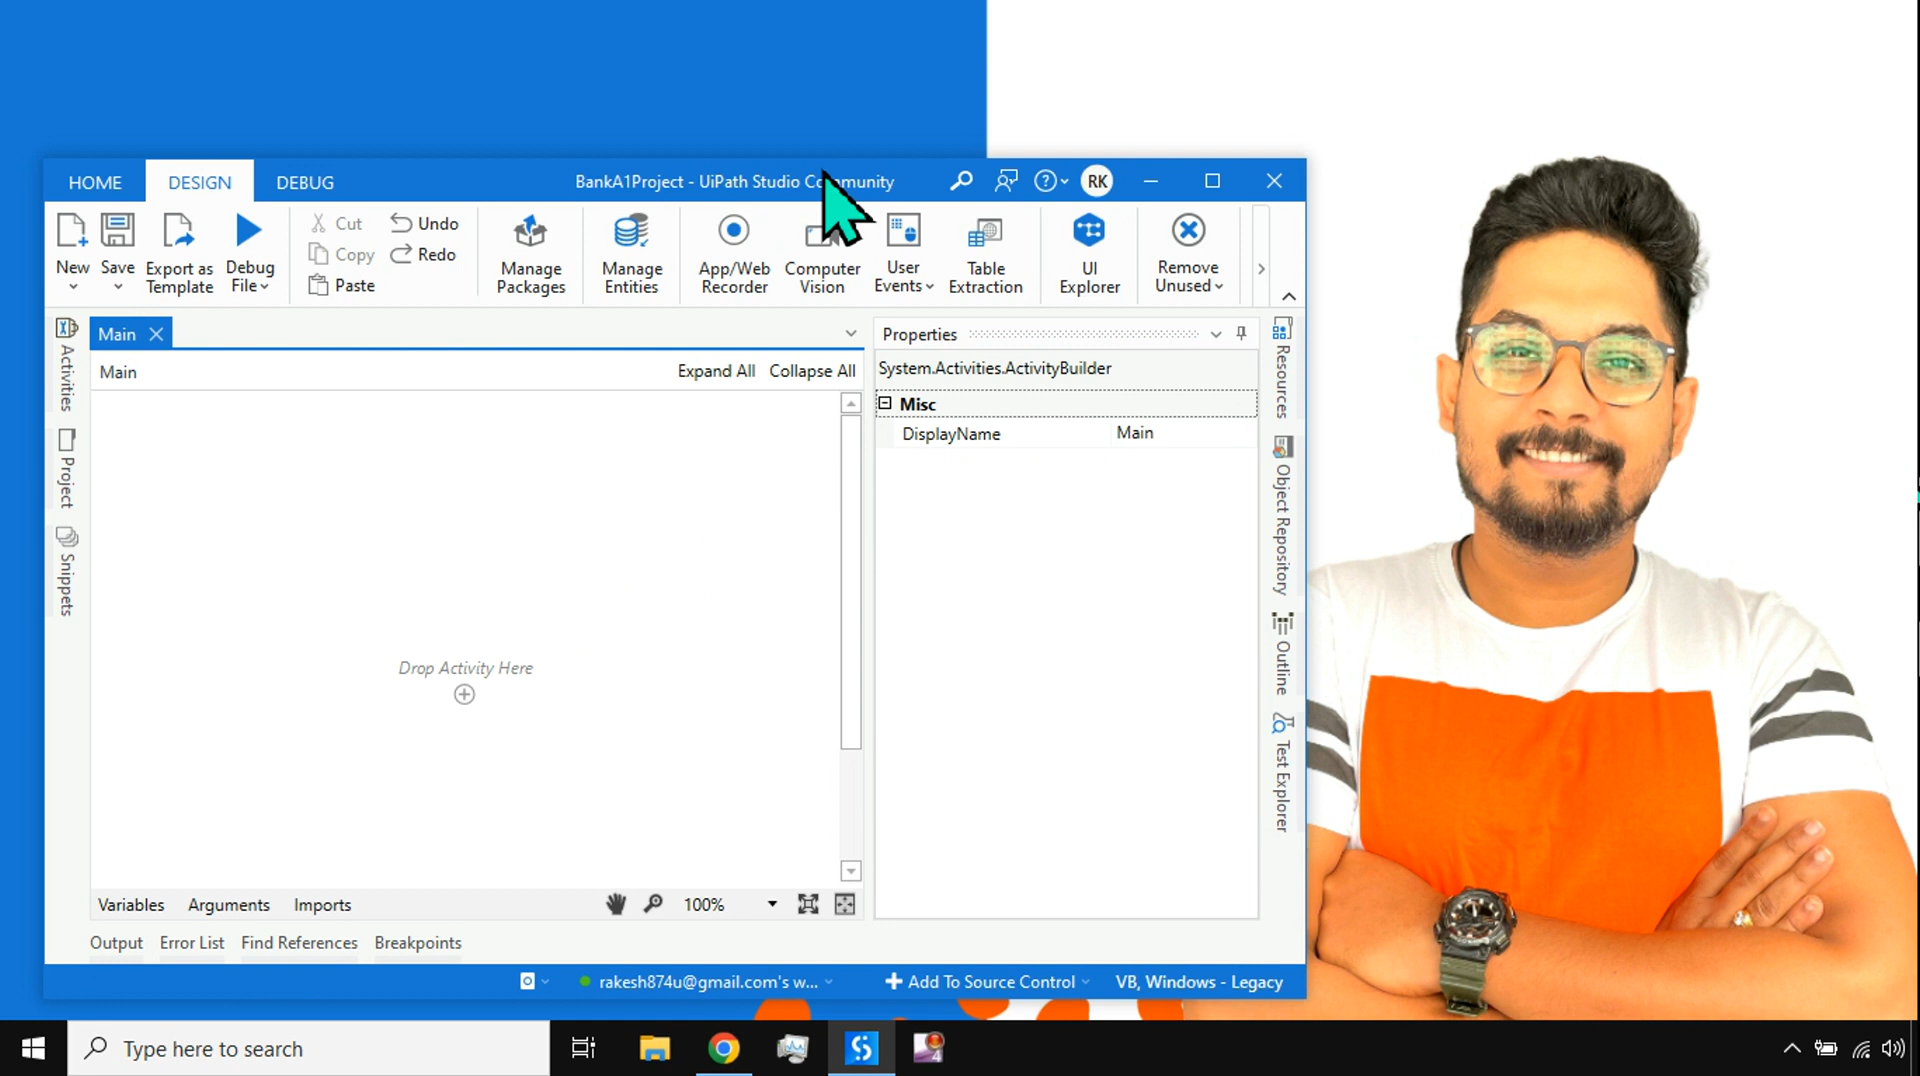 HOME DESIGN DEBUG BankA1Project - UiPath Studio RK
New Save Export as Template Debug File
Cut Copy Paste Undo Redo
Manage Packages
Manage Entities
App/Web Recorder
Computer Vision
User Events
Table Extraction
UI Explorer
Remove Unused
Activities
Project
Snippets
Main
Main Expand All Collapse All
Drop Activity Here
Variables Arguments Imports 100%
Output Error List Find References Breakpoints
Properties
System.Activities.ActivityBuilder
Misc
DisplayName Main
Resources
Object Repository
Outline
Test Explorer
rakesh874u@gmail.com's w... Add To Source Control VB, Windows - Legacy
Type here to search
4